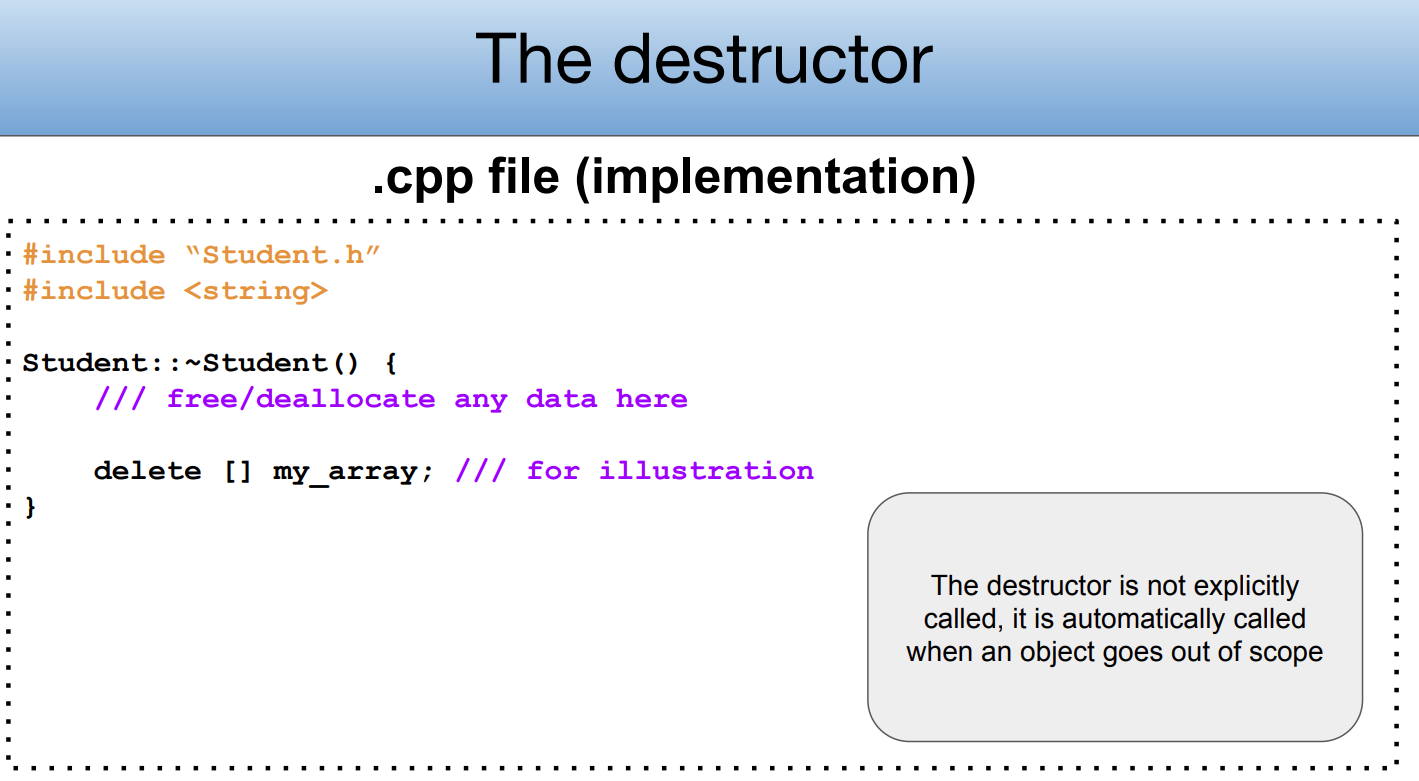 The destructor
.cpp file (implementation)
#include “Student.h”
#include <string>
Student::~Student() {
/// free/deallocate any data here
delete [] my_array; /// for illustration
}
The destructor is not explicitly
called, it is automatically called
when an object goes out of scope